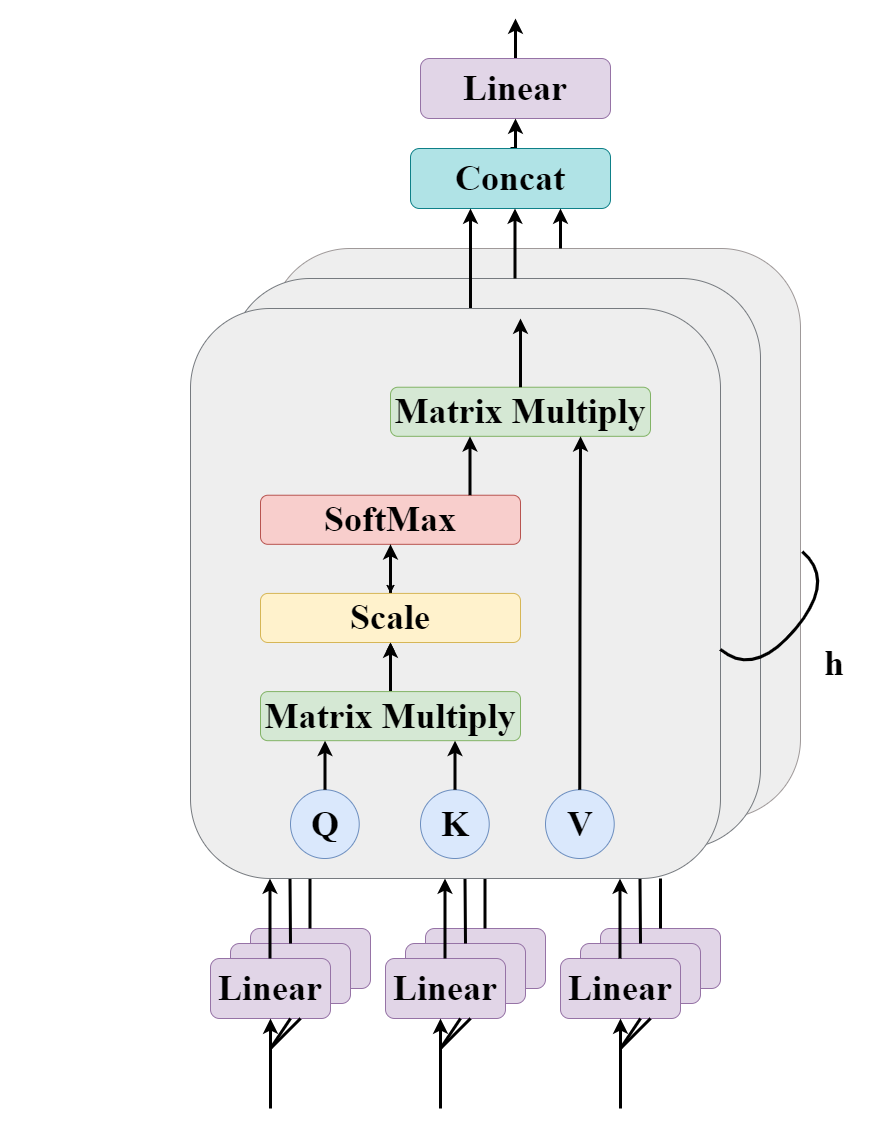 Linear
Concat
Matrix Multiply
SoftMax
Scale
h
Matrix Multiply
Q K V
Linear Linear Linear